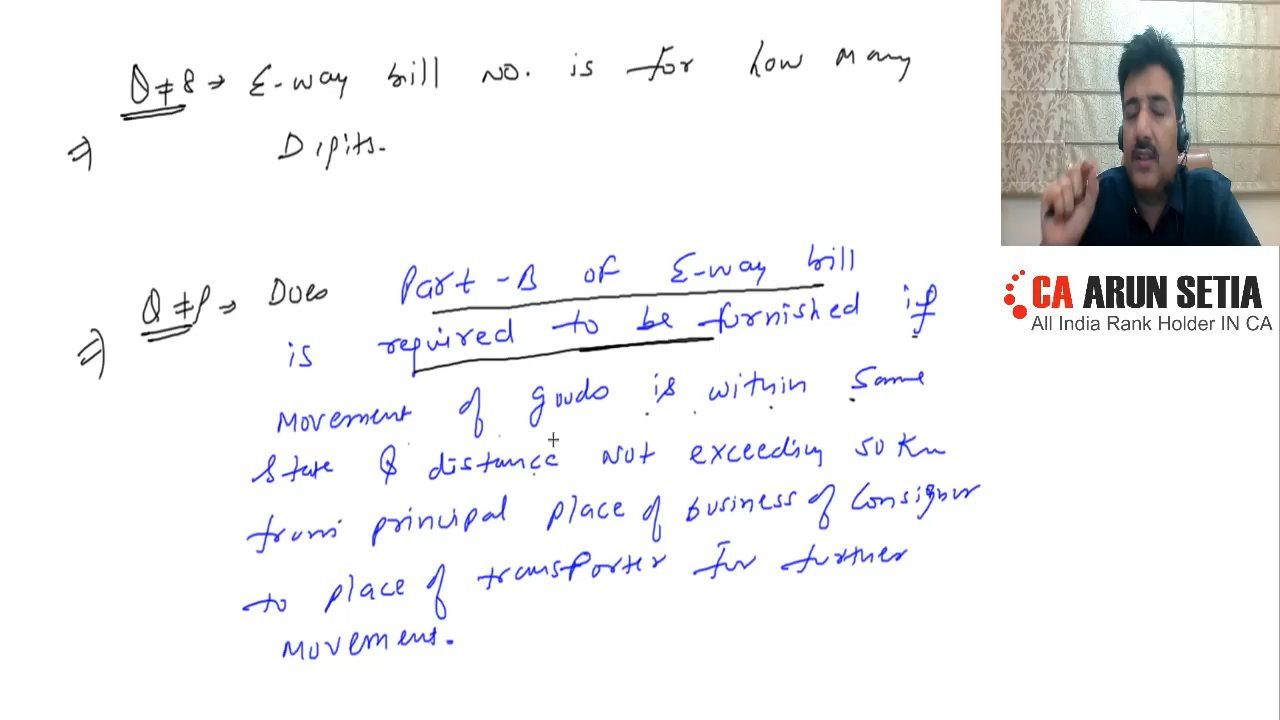 Q#8 → E-way bill NO. is for how many
⇒ Digits.
Q#9 → Does Part-B of E-way bill
⇒ is required to be furnished if
movement of goods is within same
state & distance not exceeding 50 Km
from principal place of business of consignor
to place of transporter for further
movement.
CA ARUN SETIA
All India Rank Holder IN CA